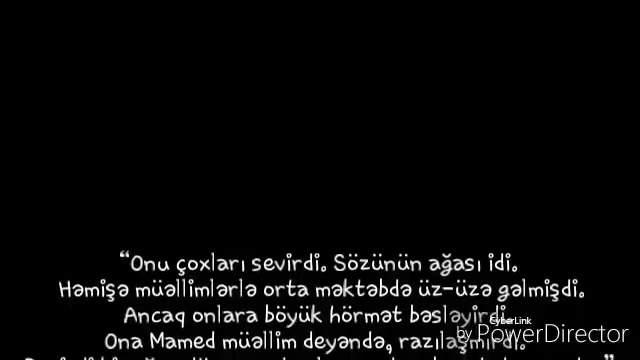 “Onu çoxları sevirdi. Sözünün ağası idi.
Həmişə müəllimlərlə orta məktəbdə üz-üzə gəlmişdi.
Ancaq onlara böyük hörmət bəsləyirdi.
CyberLink
by PowerDirector
Ona Mamed müəllim deyəndə, razılaşmırdı.